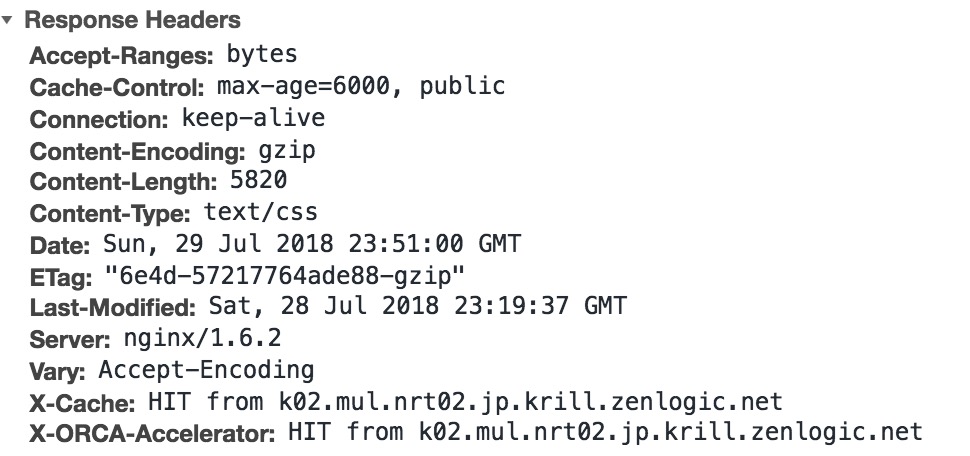 Response Headers
Accept-Ranges: bytes
Cache-Control: max-age=6000, public
Connection: keep-alive
Content-Encoding: gzip
Content-Length: 5820
Content-Type: text/css
Date: Sun, 29 Jul 2018 23:51:00 GMT
ETag: "6e4d-57217764ade88-gzip"
Last-Modified: Sat, 28 Jul 2018 23:19:37 GMT
Server: nginx/1.6.2
Vary: Accept-Encoding
X-Cache: HIT from k02.mul.nrt02.jp.krill.zenlogic.net
X-ORCA-Accelerator: HIT from k02.mul.nrt02.jp.krill.zenlogic.net